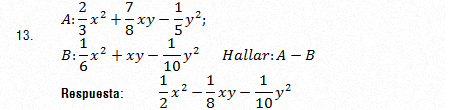 13. A: 2/3 x² + 7/8 xy − 1/5 y²;
B: 1/6 x² + xy − 1/10 y² Hallar: A − B
Respuesta: 1/2 x² − 1/8 xy − 1/10 y²